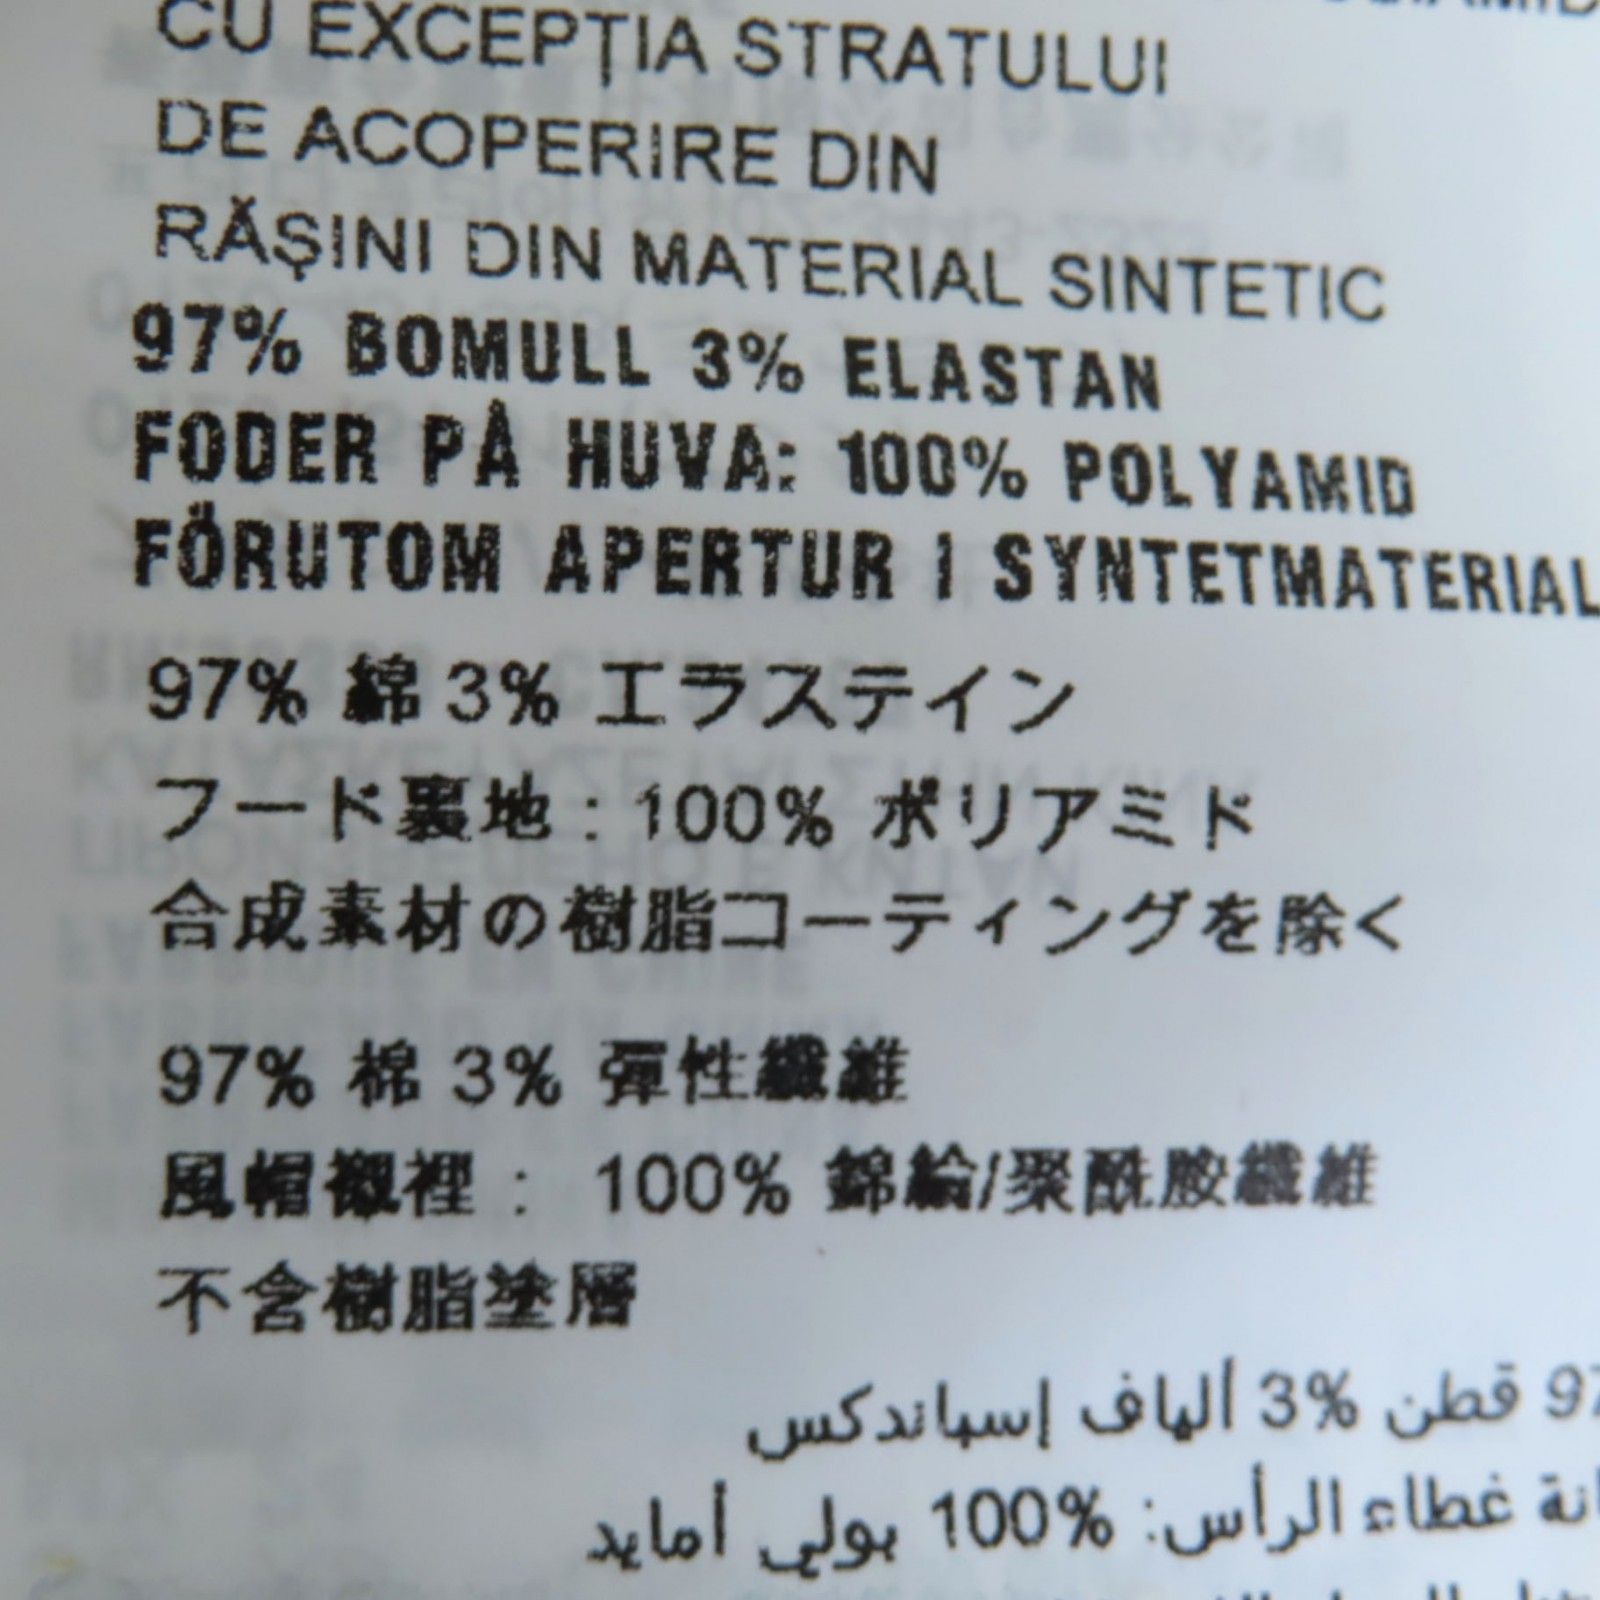 CU EXCEPȚIA STRATULUI
DE ACOPERIRE DIN
RĂȘINI DIN MATERIAL SINTETIC
97% BOMULL 3% ELASTAN
FODER PÅ HUVA: 100% POLYAMID
FÖRUTOM APERTUR I SYNTETMATERIAL
97% 綿 3% エラステイン
フード裏地 : 100% ポリアミド
合成素材の樹脂コーティングを除く
97% 棉 3% 彈性纖維
風帽襯裡 : 100% 錦綸/聚酰胺纖維
不含樹脂塗層
97 قطن 3% ألياف إسباندكس
غطاء الرأس: 100% بولي أمايد